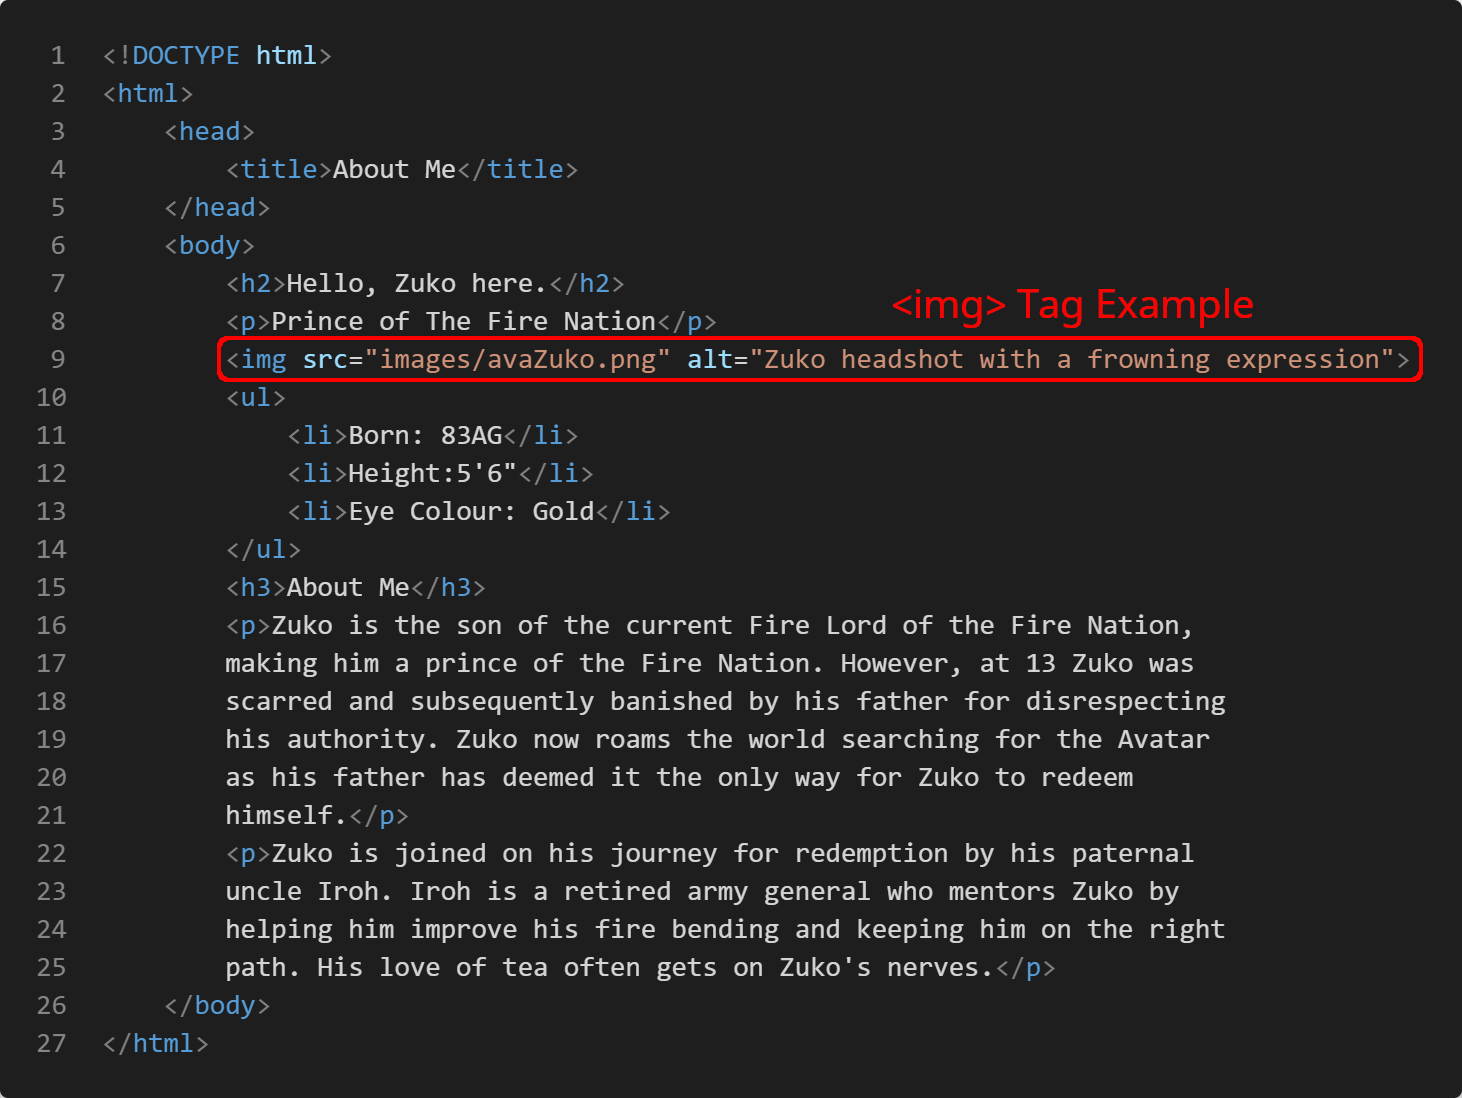 1 <!DOCTYPE html>
2 <html>
3 <head>
4 <title>About Me</title>
5 </head>
6 <body>
7 <h2>Hello, Zuko here.</h2>
<img> Tag Example
8 <p>Prince of The Fire Nation</p>
9 <img src="images/avaZuko.png" alt="Zuko headshot with a frowning expression">
10 <ul>
11 <li>Born: 83AG</li>
12 <li>Height:5'6"</li>
13 <li>Eye Colour: Gold</li>
14 </ul>
15 <h3>About Me</h3>
16 <p>Zuko is the son of the current Fire Lord of the Fire Nation,
17 making him a prince of the Fire Nation. However, at 13 Zuko was
18 scarred and subsequently banished by his father for disrespecting
19 his authority. Zuko now roams the world searching for the Avatar
20 as his father has deemed it the only way for Zuko to redeem
21 himself.</p>
22 <p>Zuko is joined on his journey for redemption by his paternal
23 uncle Iroh. Iroh is a retired army general who mentors Zuko by
24 helping him improve his fire bending and keeping him on the right
25 path. His love of tea often gets on Zuko's nerves.</p>
26 </body>
27 </html>